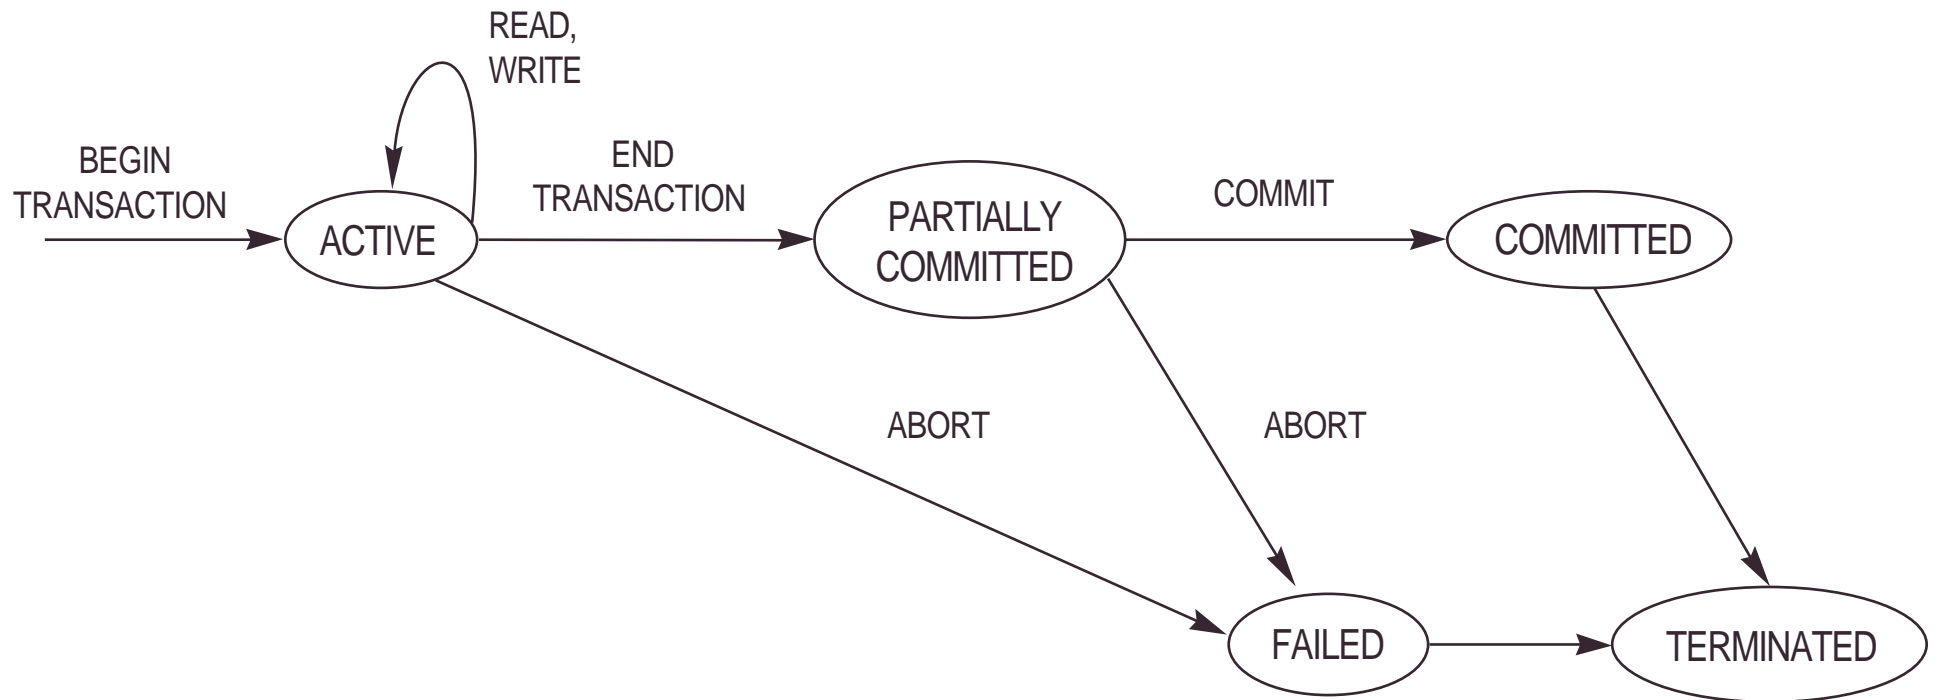 READ,
WRITE
BEGIN
TRANSACTION
END
TRANSACTION
COMMIT
ACTIVE
PARTIALLY
COMMITTED
COMMITTED
ABORT
ABORT
FAILED
TERMINATED